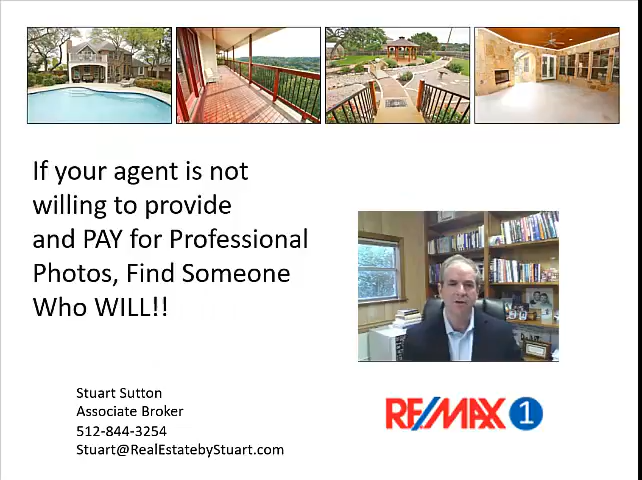 If your agent is not
willing to provide
and PAY for Professional
Photos, Find Someone
Who WILL!!
Stuart Sutton
Associate Broker
512-844-3254
Stuart@RealEstatebyStuart.com
RE/MAX 1